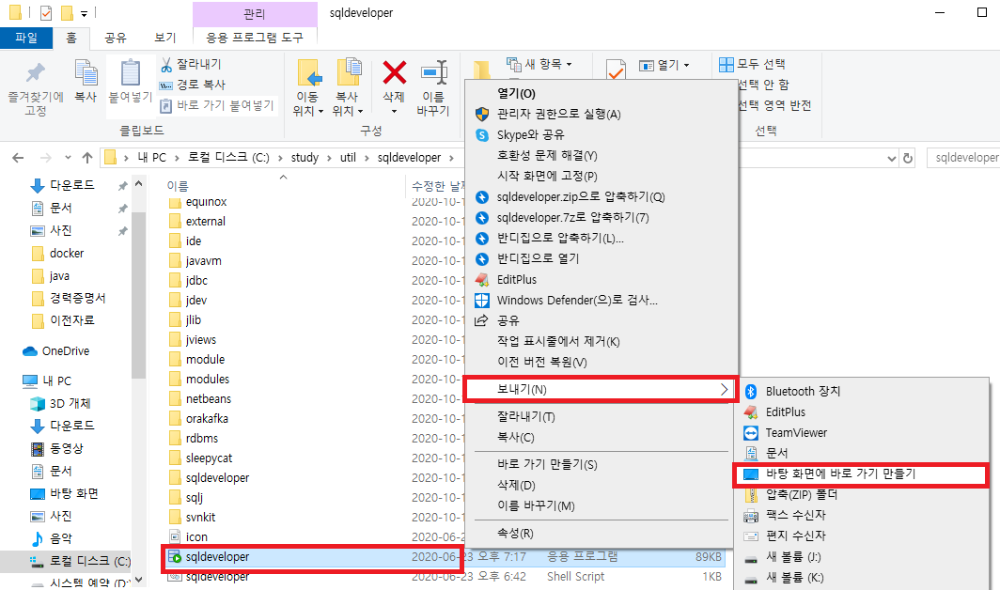 관리
sqldeveloper
파일
홈
공유
보기
응용 프로그램 도구
즐겨찾기에
고정
복사
붙여넣기
잘라내기
경로 복사
바로 가기 붙여넣기
클립보드
이동
위치
복사
위치
삭제
이름
바꾸기
구성
새 항목
열기
모두 선택
선택 안 함
선택 영역 반전
선택
내 PC
로컬 디스크 (C:)
study
util
sqldeveloper
sqldeveloper
다운로드
문서
사진
docker
java
경력증명서
이전자료
OneDrive
내 PC
3D 개체
다운로드
동영상
문서
바탕 화면
사진
음악
로컬 디스크 (C:)
시스템 예약 (D:)
이름
수정한 날짜
equinox 2020-10-1
external 2020-10-1
ide 2020-10-1
javavm 2020-10-1
jdbc 2020-10-1
jdev 2020-10-1
jlib 2020-10-1
jviews 2020-10-1
module 2020-10-1
modules 2020-10-1
netbeans 2020-10-1
orakafka 2020-10-1
rdbms 2020-10-1
sleepycat 2020-10-1
sqldeveloper 2020-10-1
sqlj 2020-10-1
svnkit 2020-10-1
icon 2020-06-2
sqldeveloper 2020-06-23 오후 7:17 응용 프로그램 89KB
sqldeveloper 2020-06-23 오후 6:42 Shell Script 1KB
열기(O)
관리자 권한으로 실행(A)
Skype와 공유
호환성 문제 해결(Y)
시작 화면에 고정(P)
sqldeveloper.zip으로 압축하기(Q)
sqldeveloper.7z로 압축하기(7)
반디집으로 압축하기(L)...
반디집으로 열기
EditPlus
Windows Defender(으)로 검사...
공유
작업 표시줄에서 제거(K)
이전 버전 복원(V)
보내기(N)
잘라내기(T)
복사(C)
바로 가기 만들기(S)
삭제(D)
이름 바꾸기(M)
속성(R)
Bluetooth 장치
EditPlus
TeamViewer
문서
바탕 화면에 바로 가기 만들기
압축(ZIP) 폴더
팩스 수신자
편지 수신자
새 볼륨 (J:)
새 볼륨 (K:)